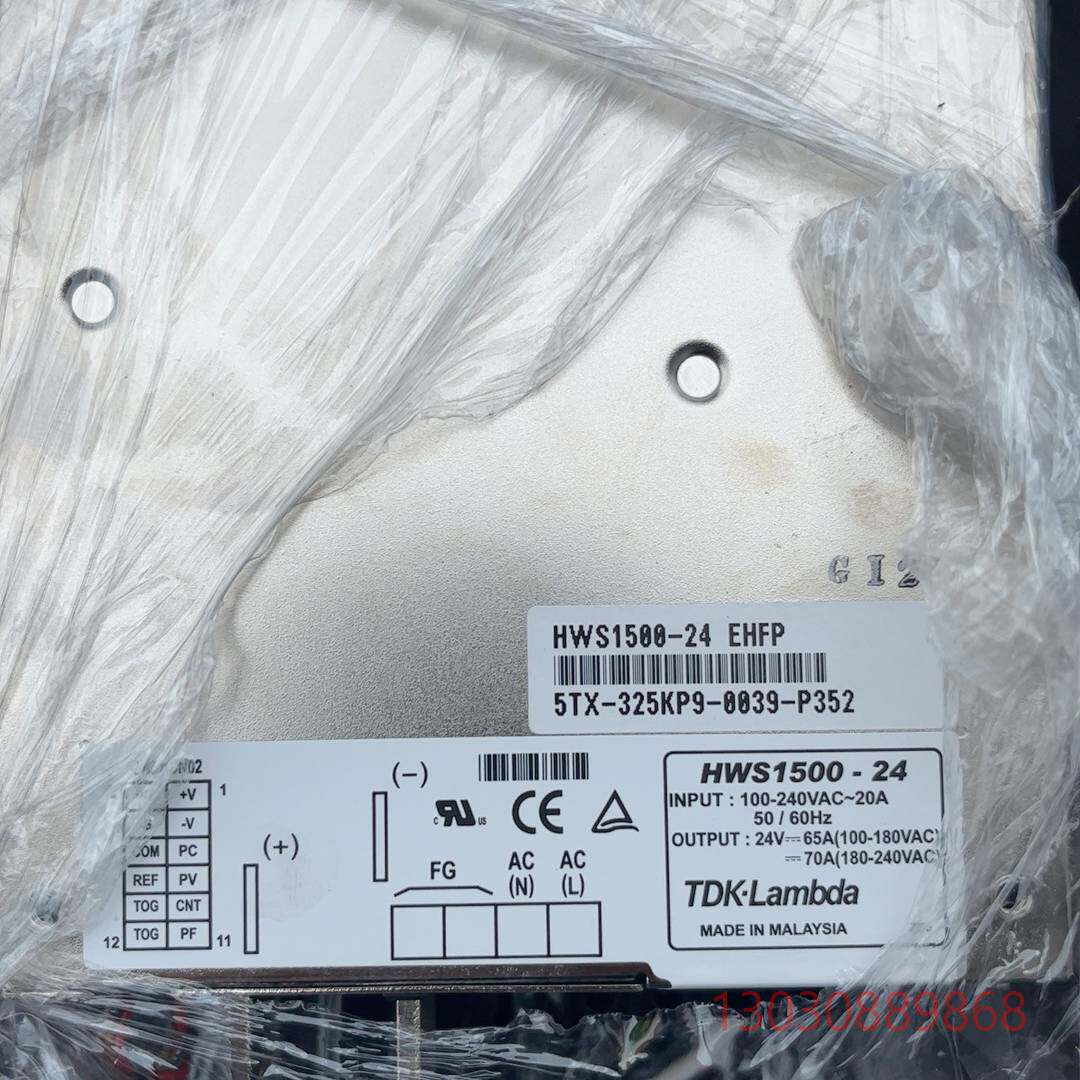 GI2
HWS1500-24 EHFP
5TX-325KP9-0039-P352
(-)
HWS1500 - 24
INPUT : 100-240VAC~20A
50 / 60Hz
OUTPUT : 24V⎓65A(100-180VAC)
⎓70A(180-240VAC)
TDK·Lambda
MADE IN MALAYSIA
c UR us
CE
(+)
FG
AC (N)
AC (L)
+V 1
-V
COM PC
REF PV
TOG CNT
12 TOG PF 11
13030889868